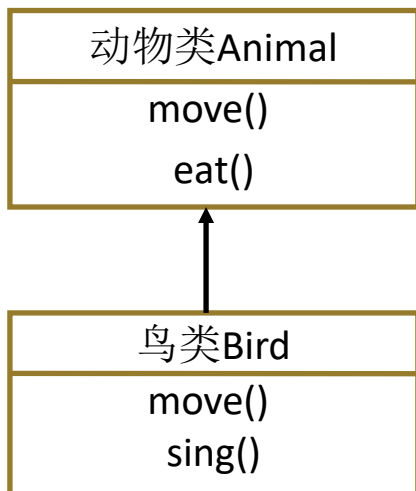 动物类Animal
move()
eat()
鸟类Bird
move()
sing()